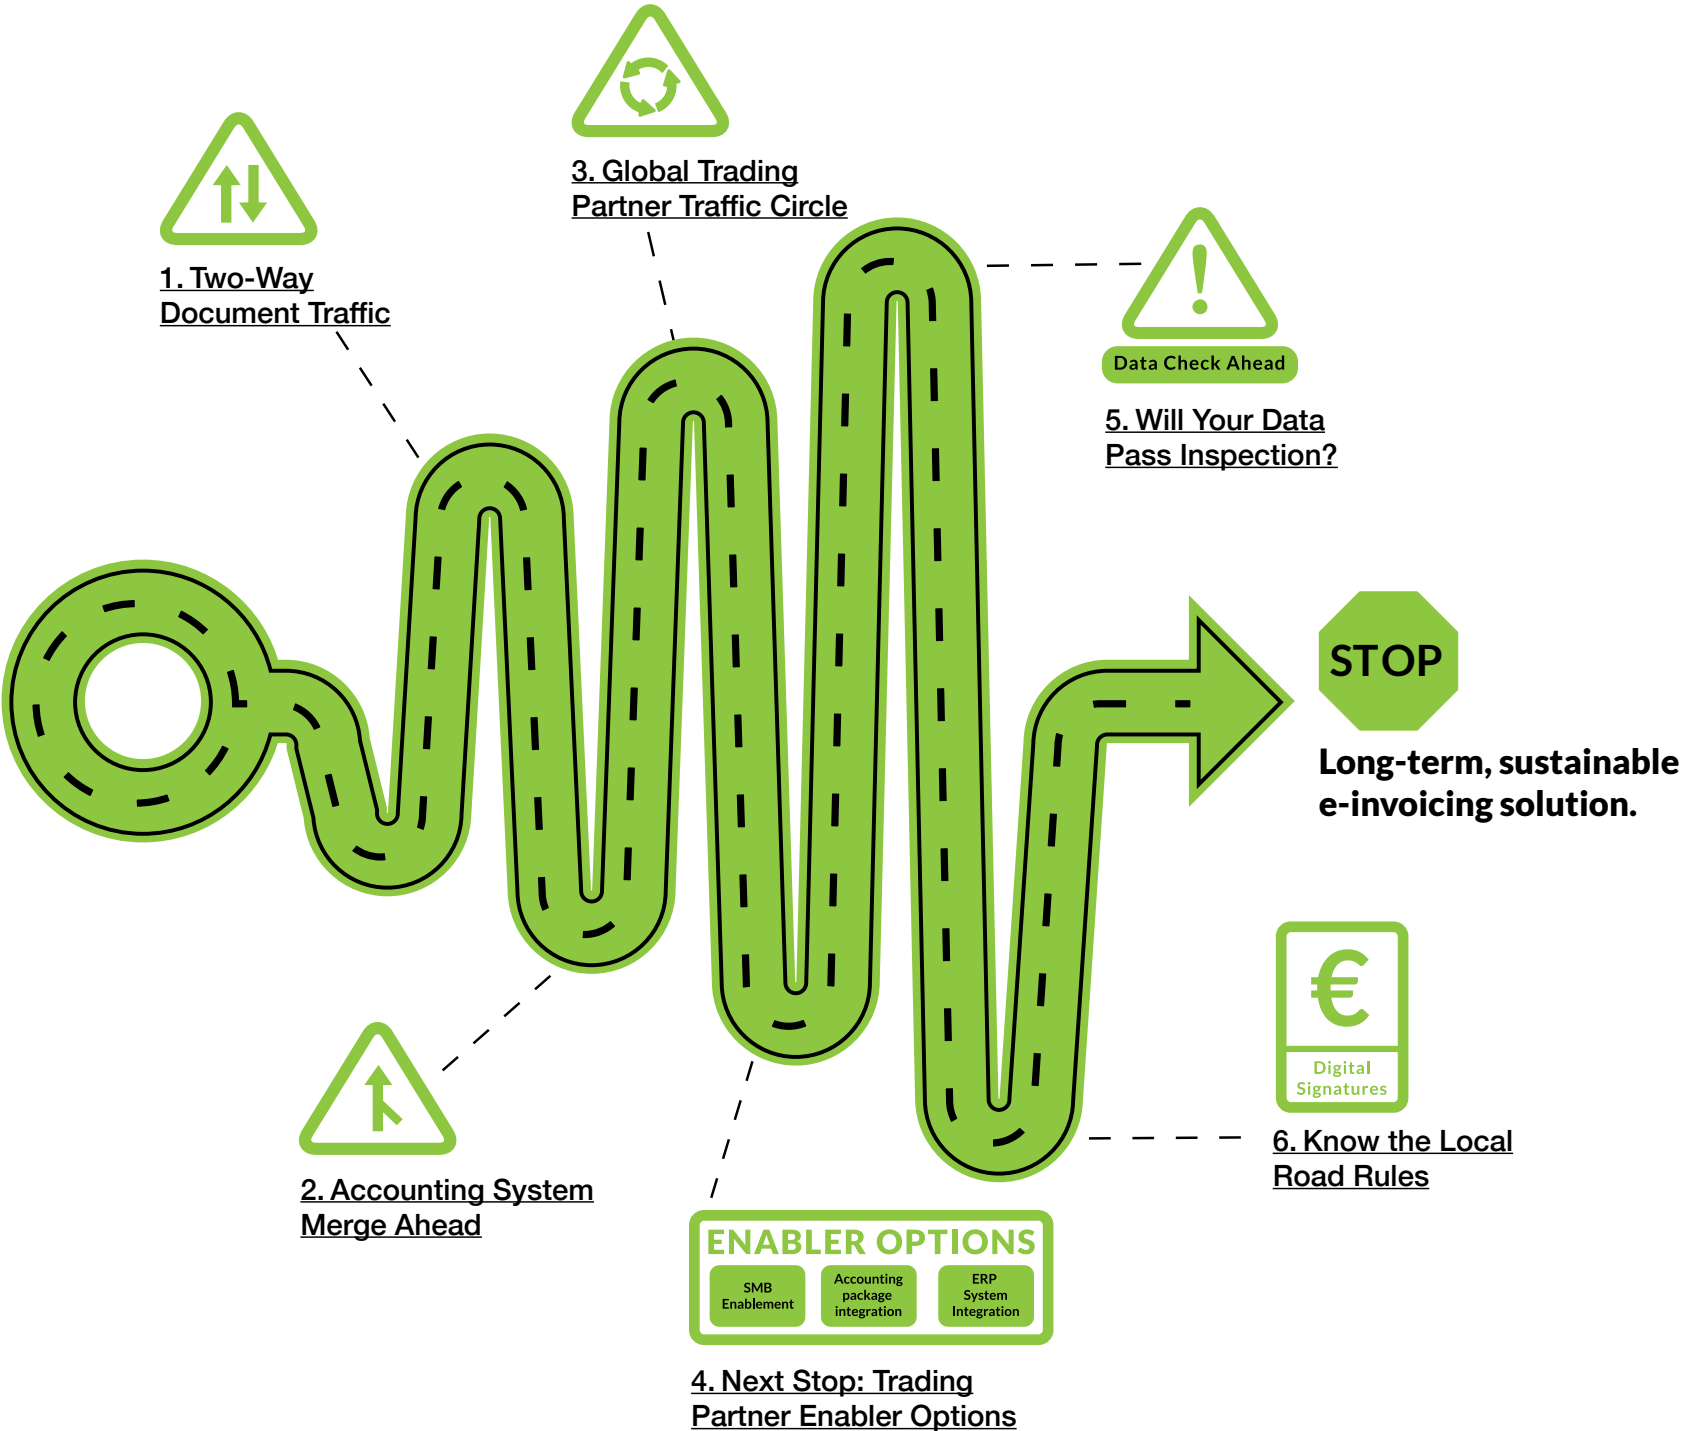 1. Two-Way
Document Traffic
2. Accounting System
Merge Ahead
3. Global Trading
Partner Traffic Circle
ENABLER OPTIONS
SMB
Enablement
Accounting
package
integration
ERP
System
Integration
4. Next Stop: Trading
Partner Enabler Options
Data Check Ahead
5. Will Your Data
Pass Inspection?
€
Digital
Signatures
6. Know the Local
Road Rules
STOP
Long-term, sustainable
e-invoicing solution.